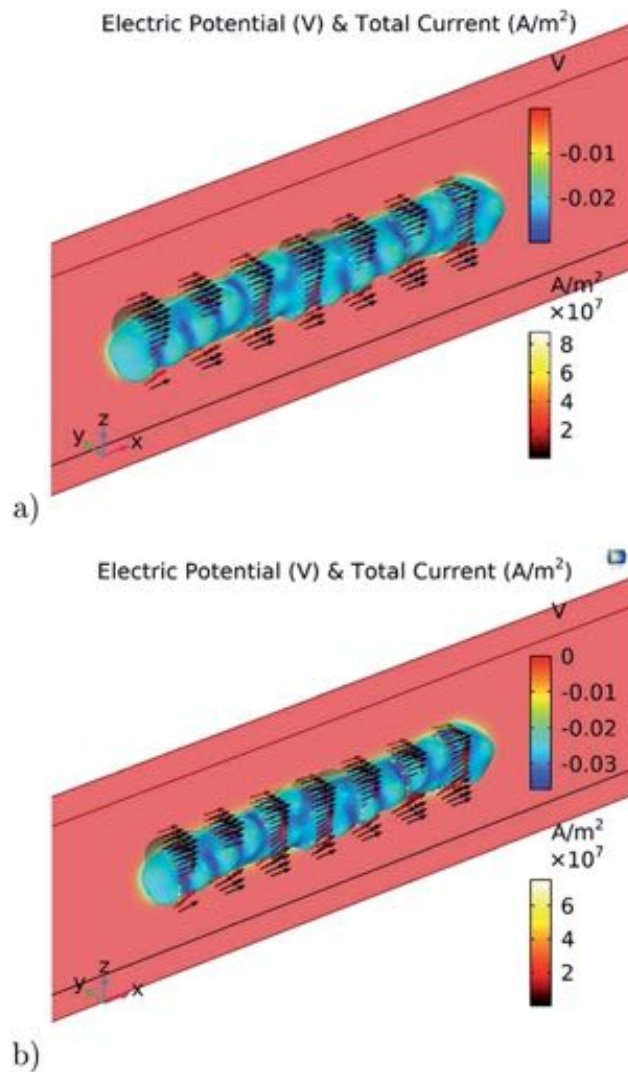 Electric Potential (V) & Total Current (A/m²)
V
-0.01
-0.02
A/m²
×10⁷
8
6
4
2
y z x
a)
Electric Potential (V) & Total Current (A/m²)
V
0
-0.01
-0.02
-0.03
A/m²
×10⁷
6
4
2
y z x
b)